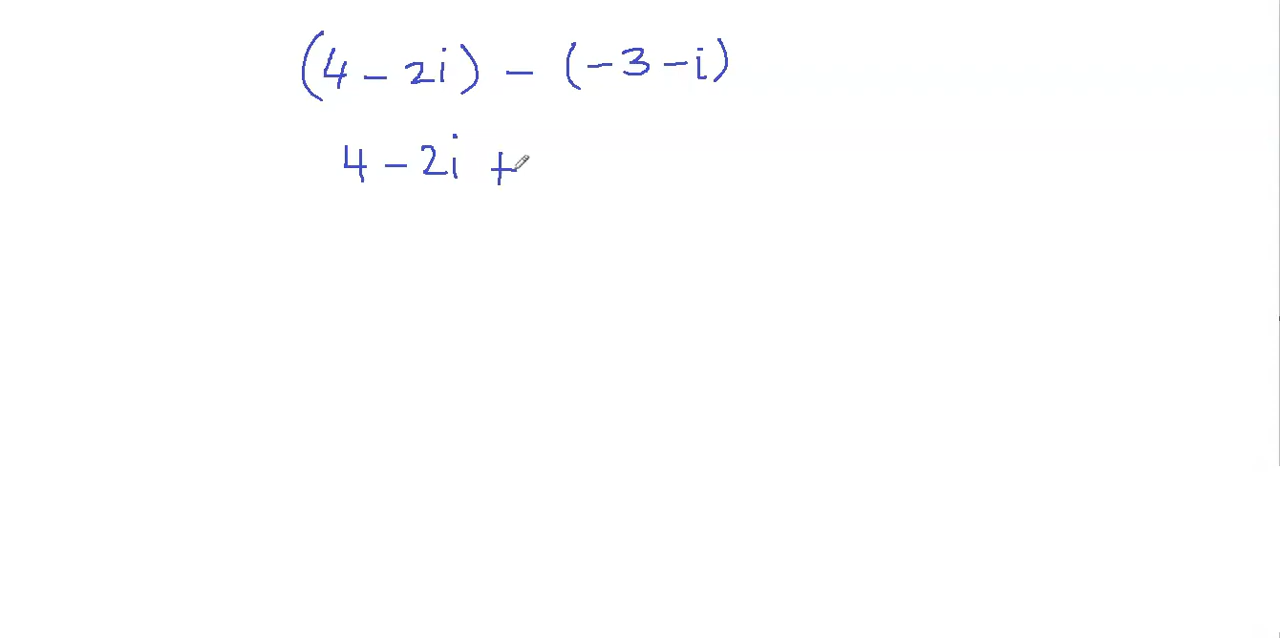 (4 - 2i) - (-3 - i)
4 - 2i +